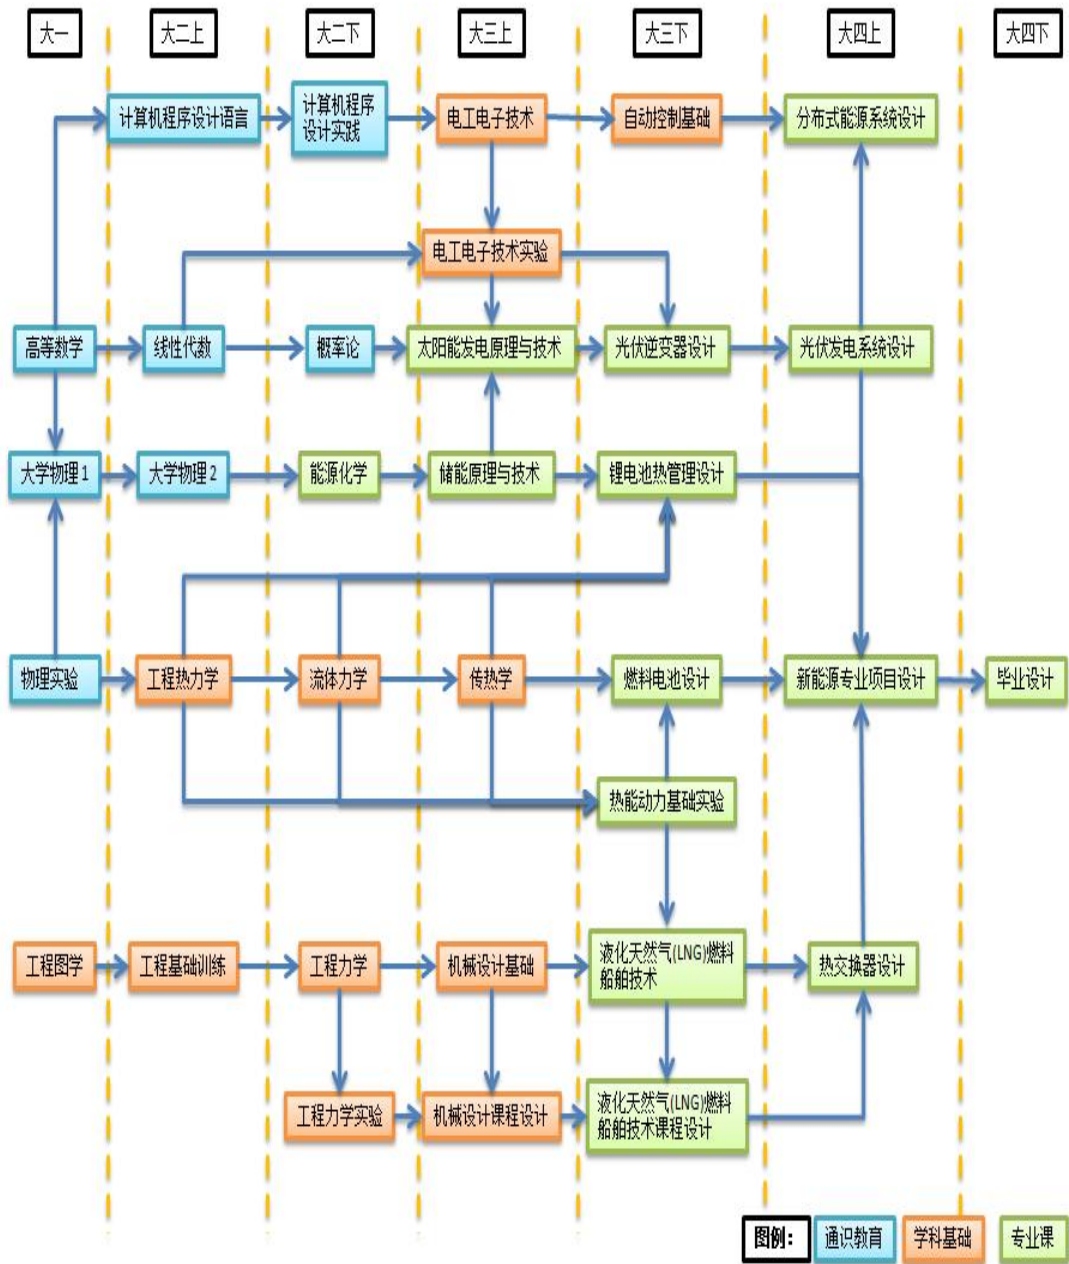 大一
大二上
大二下
大三上
大三下
大四上
大四下
计算机程序设计语言
计算机程序
设计实践
电工电子技术
自动控制基础
分布式能源系统设计
电工电子技术实验
高等数学
线性代数
概率论
太阳能发电原理与技术
光伏逆变器设计
光伏发电系统设计
大学物理1
大学物理2
能源化学
储能原理与技术
锂电池热管理设计
物理实验
工程热力学
流体力学
传热学
燃料电池设计
新能源专业项目设计
毕业设计
热能动力基础实验
工程图学
工程基础训练
工程力学
机械设计基础
液化天然气(LNG)燃料
船舶技术
热交换器设计
工程力学实验
机械设计课程设计
液化天然气(LNG)燃料
船舶技术课程设计
图例：
通识教育
学科基础
专业课